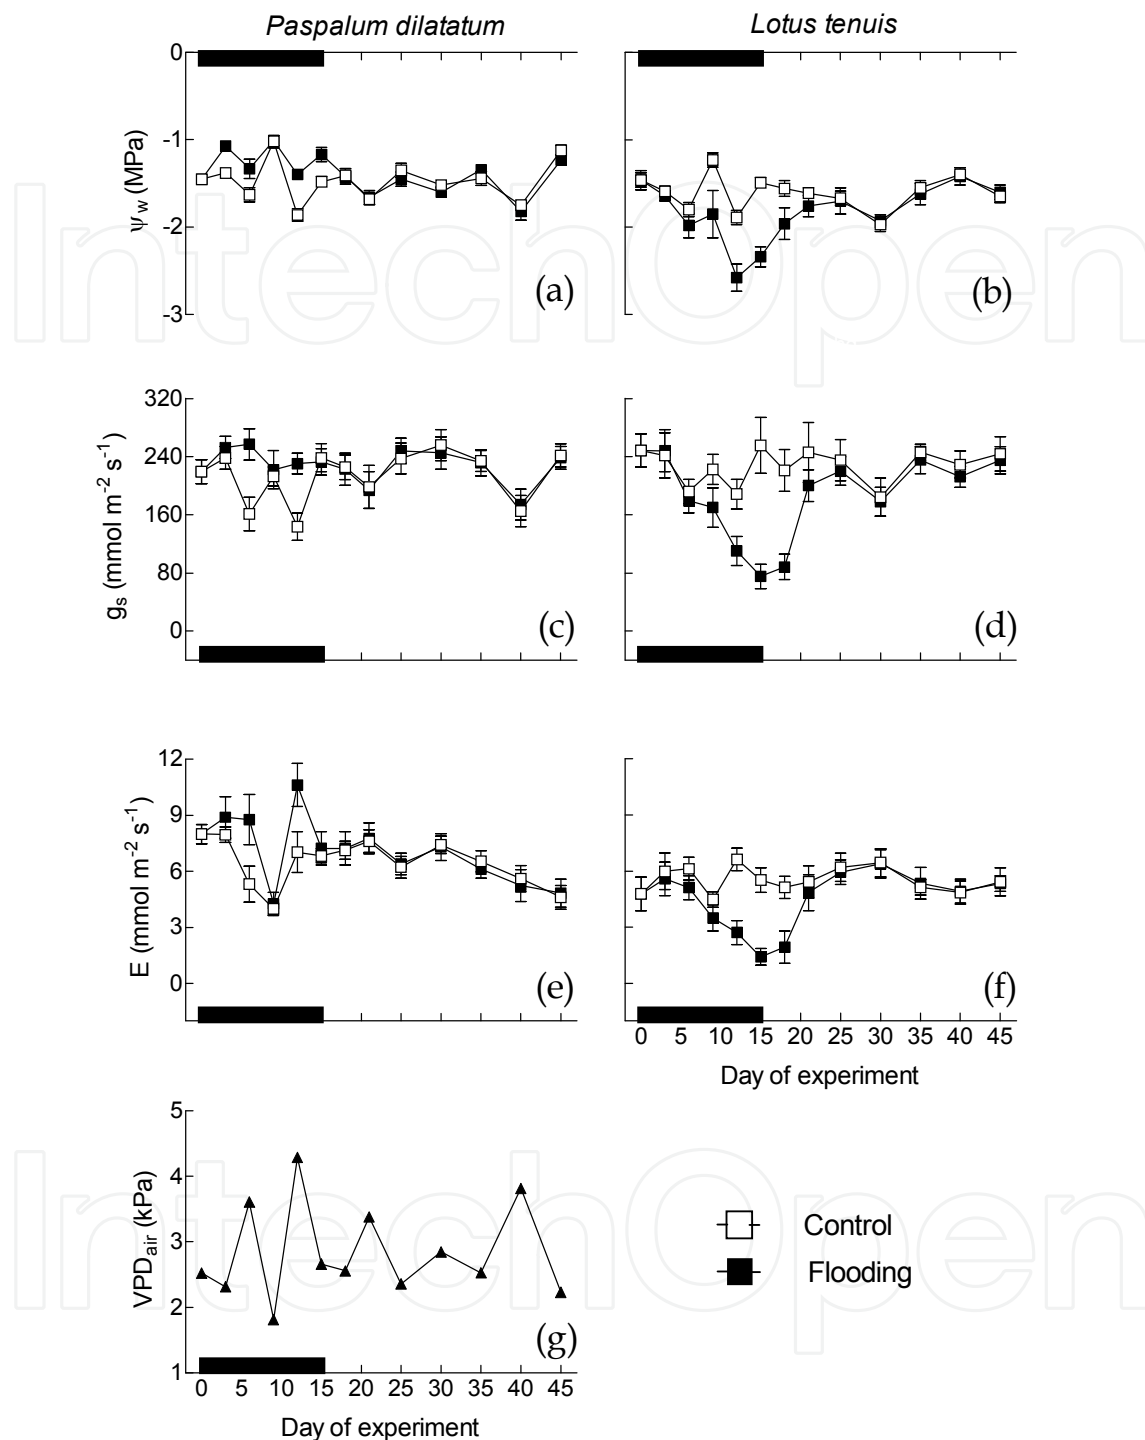 Paspalum dilatatum
Lotus tenuis
0
-1
-2
-3
ψw (MPa)
(a)
(b)
320
240
160
80
0
gs (mmol m⁻² s⁻¹)
(c)
(d)
12
9
6
3
0
E (mmol m⁻² s⁻¹)
(e)
(f)
0 5 10 15 20 25 30 35 40 45
Day of experiment
5
4
3
2
1
VPDair (kPa)
(g)
0 5 10 15 20 25 30 35 40 45
Day of experiment
Control
Flooding
IntechOpen
IntechOpen